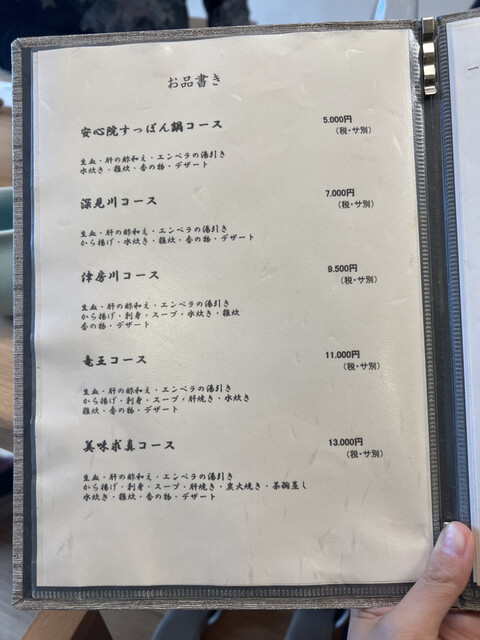 お品書き
安心院すっぽん鍋コース 5.000円
(税・サ別)
生血・肝の酢和え・エンペラの湯引き
水炊き・雑炊・香の物・デザート
深見川コース 7.000円
(税・サ別)
生血・肝の酢和え・エンペラの湯引き
から揚げ・水炊き・雑炊・香の物・デザート
津房川コース 9.500円
(税・サ別)
生血・肝の酢和え・エンペラの湯引き
から揚げ・刺身・スープ・水炊き・雑炊
香の物・デザート
竜王コース 11.000円
(税・サ別)
生血・肝の酢和え・エンペラの湯引き
から揚げ・刺身・スープ・肝焼き・水炊き
雑炊・香の物・デザート
美味求真コース 13.000円
(税・サ別)
生血・肝の酢和え・エンペラの湯引き
から揚げ・刺身・スープ・肝焼き・炭火焼き・茶碗蒸し
水炊き・雑炊・香の物・デザート